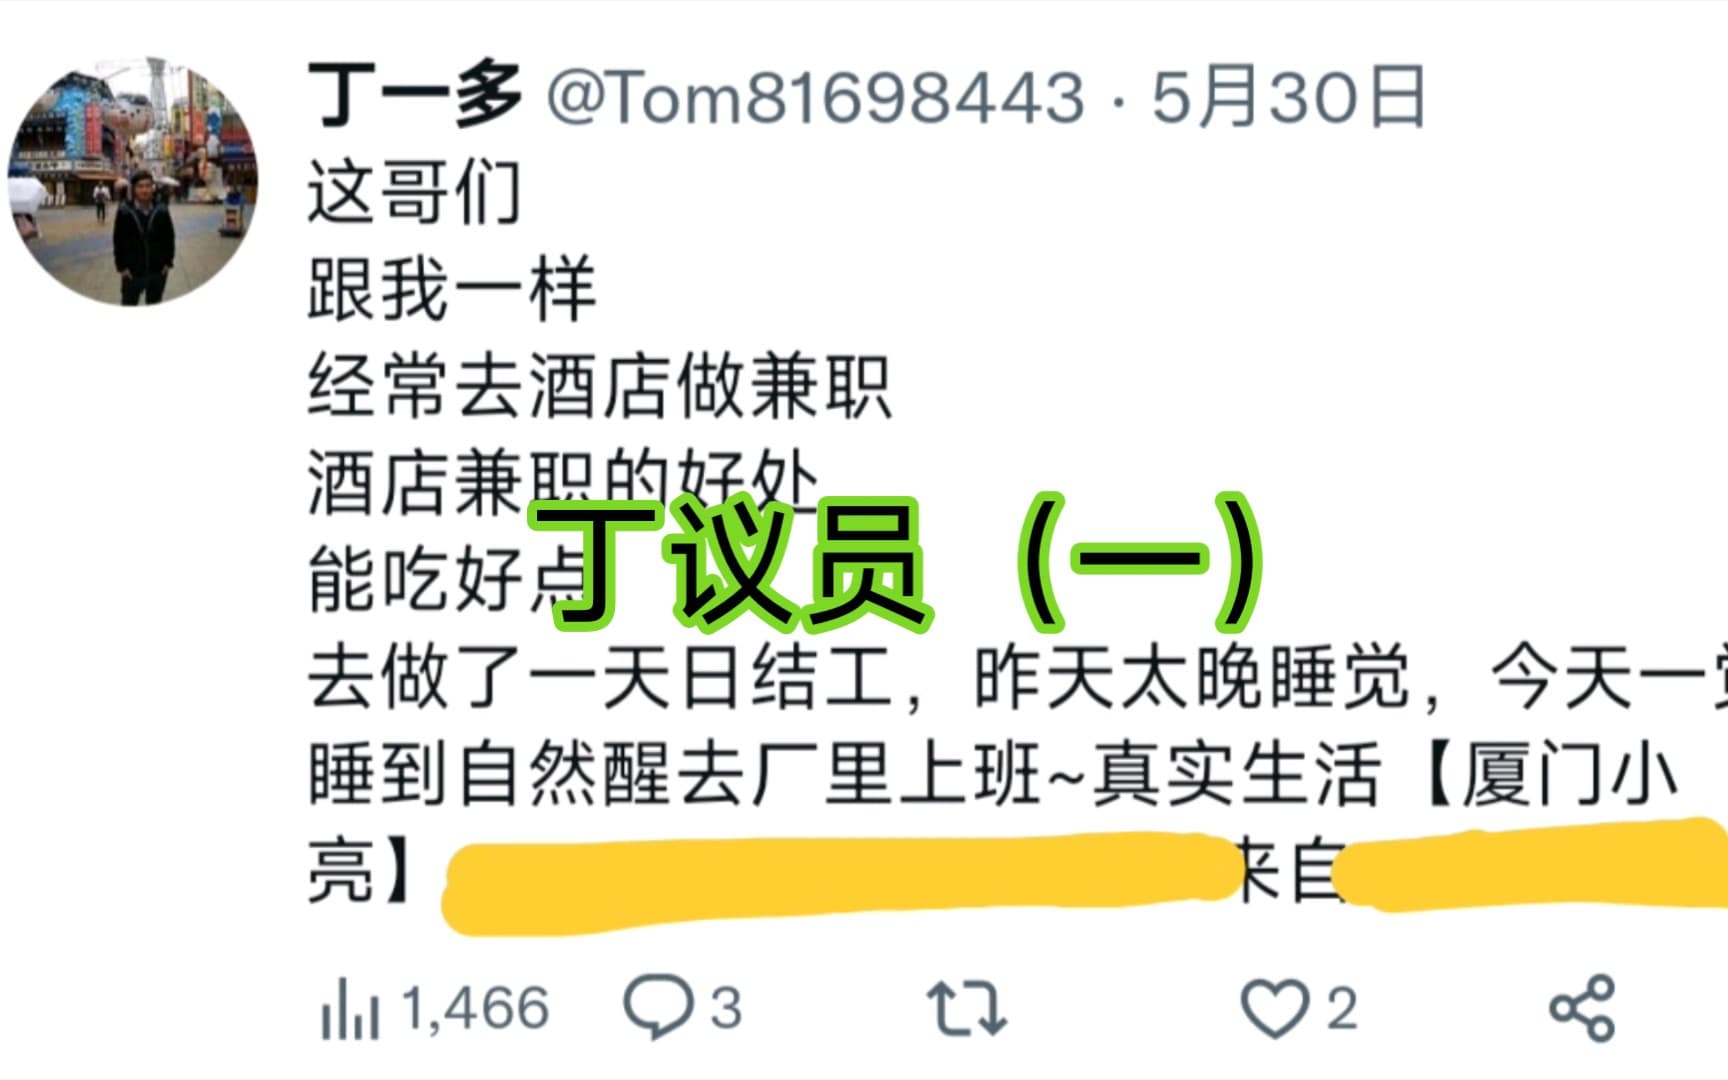 丁一多 @Tom81698443 · 5月30日
这哥们
跟我一样
经常去酒店做兼职
酒店兼职的好处
能吃好点
丁议员（一）
去做了一天日结工，昨天太晚睡觉，今天一觉
睡到自然醒去厂里上班~真实生活【厦门小
亮】 来自
1,466 3 2